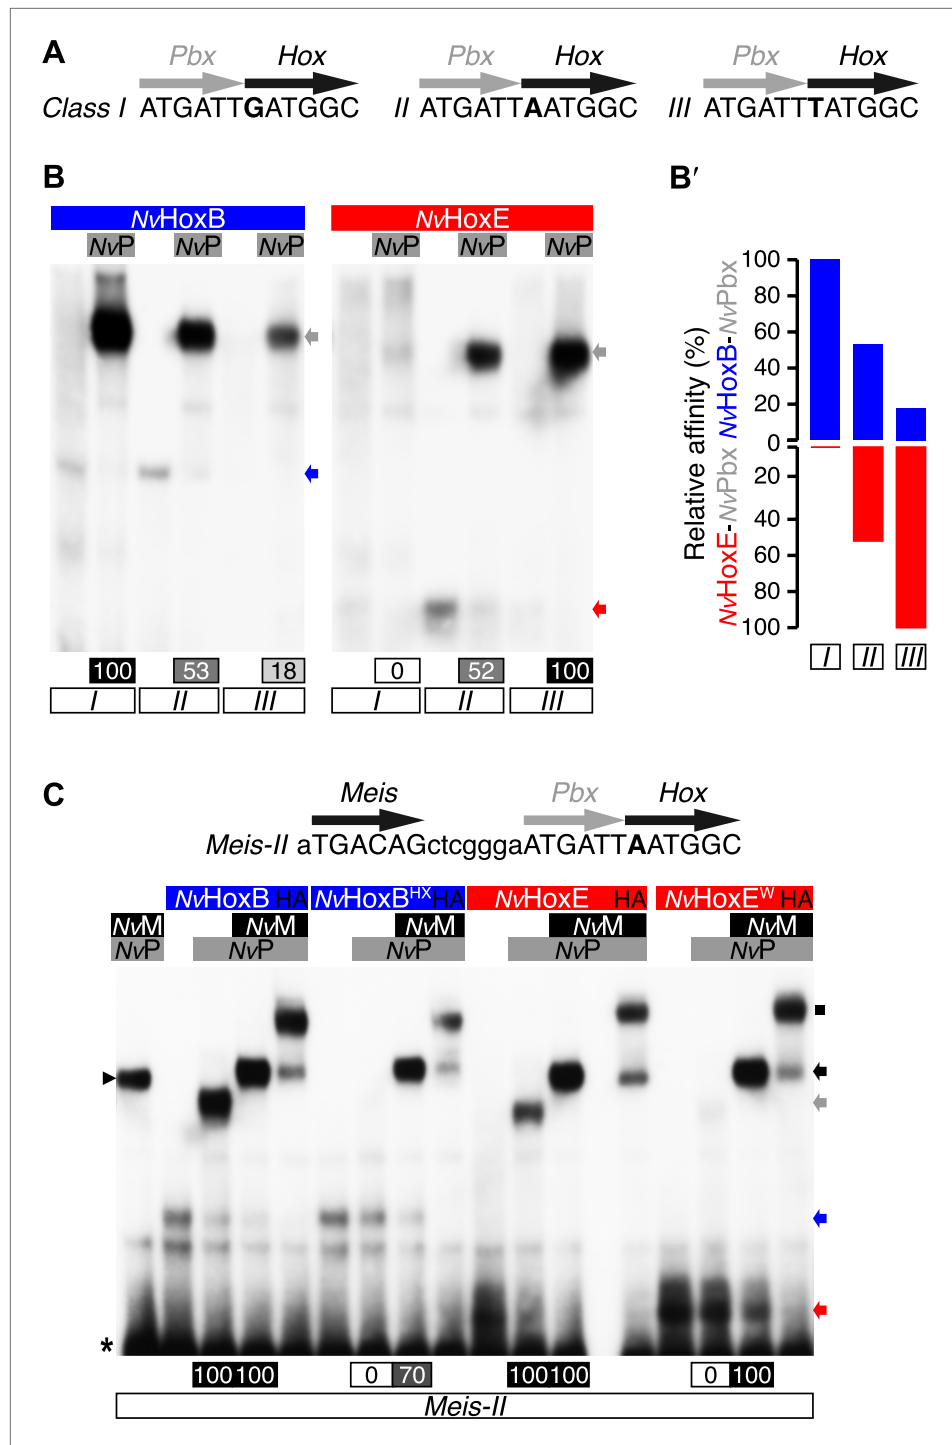 A
Pbx Hox Pbx Hox Pbx Hox
Class I ATGATTGATGGC II ATGATTAATGGC III ATGATTTATGGC
B B′
NvHoxB NvHoxE
NvP NvP NvP NvP NvP NvP
100 53 18 0 52 100
I II III I II III
Relative affinity (%)
NvHoxE-NvPbx NvHoxB-NvPbx
100
80
60
40
20
0
20
40
60
80
100
I II III
C
Meis Pbx Hox
Meis-II aTGACAGctcgggaATGATTAATGGC
NvHoxB HA NvHoxBHX HA NvHoxE HA NvHoxEW HA
NvM NvM NvM NvM NvM
NvP NvP NvP NvP NvP
*
100 100 0 70 100 100 0 100
Meis-II